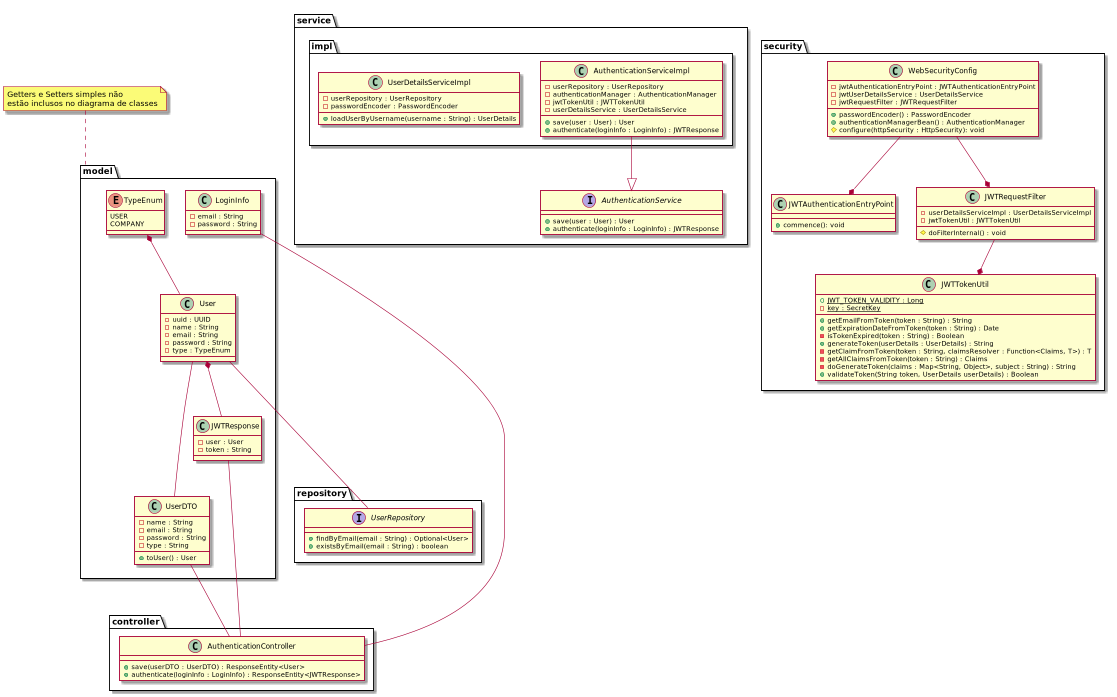 Getters e Setters simples não
estão inclusos no diagrama de classes
model
E TypeEnum
USER
COMPANY
C LoginInfo
email : String
password : String
C User
uuid : UUID
name : String
email : String
password : String
type : TypeEnum
C JWTResponse
user : User
token : String
C UserDTO
name : String
email : String
password : String
type : String
toUser() : User
service
impl
C UserDetailsServiceImpl
userRepository : UserRepository
passwordEncoder : PasswordEncoder
loadUserByUsername(username : String) : UserDetails
C AuthenticationServiceImpl
userRepository : UserRepository
authenticationManager : AuthenticationManager
jwtTokenUtil : JWTTokenUtil
userDetailsService : UserDetailsService
save(user : User) : User
authenticate(loginInfo : LoginInfo) : JWTResponse
I AuthenticationService
save(user : User) : User
authenticate(loginInfo : LoginInfo) : JWTResponse
repository
I UserRepository
findByEmail(email : String) : Optional<User>
existsByEmail(email : String) : boolean
controller
C AuthenticationController
save(userDTO : UserDTO) : ResponseEntity<User>
authenticate(loginInfo : LoginInfo) : ResponseEntity<JWTResponse>
security
C WebSecurityConfig
jwtAuthenticationEntryPoint : JWTAuthenticationEntryPoint
jwtUserDetailsService : UserDetailsService
jwtRequestFilter : JWTRequestFilter
passwordEncoder() : PasswordEncoder
authenticationManagerBean() : AuthenticationManager
configure(httpSecurity : HttpSecurity): void
C JWTAuthenticationEntryPoint
commence(): void
C JWTRequestFilter
userDetailsServiceImpl : UserDetailsServiceImpl
jwtTokenUtil : JWTTokenUtil
doFilterInternal() : void
C JWTTokenUtil
JWT_TOKEN_VALIDITY : Long
key : SecretKey
getEmailFromToken(token : String) : String
getExpirationDateFromToken(token : String) : Date
isTokenExpired(token : String) : Boolean
generateToken(userDetails : UserDetails) : String
getClaimFromToken(token : String, claimsResolver : Function<Claims, T>) : T
getAllClaimsFromToken(token : String) : Claims
doGenerateToken(claims : Map<String, Object>, subject : String) : String
validateToken(String token, UserDetails userDetails) : Boolean